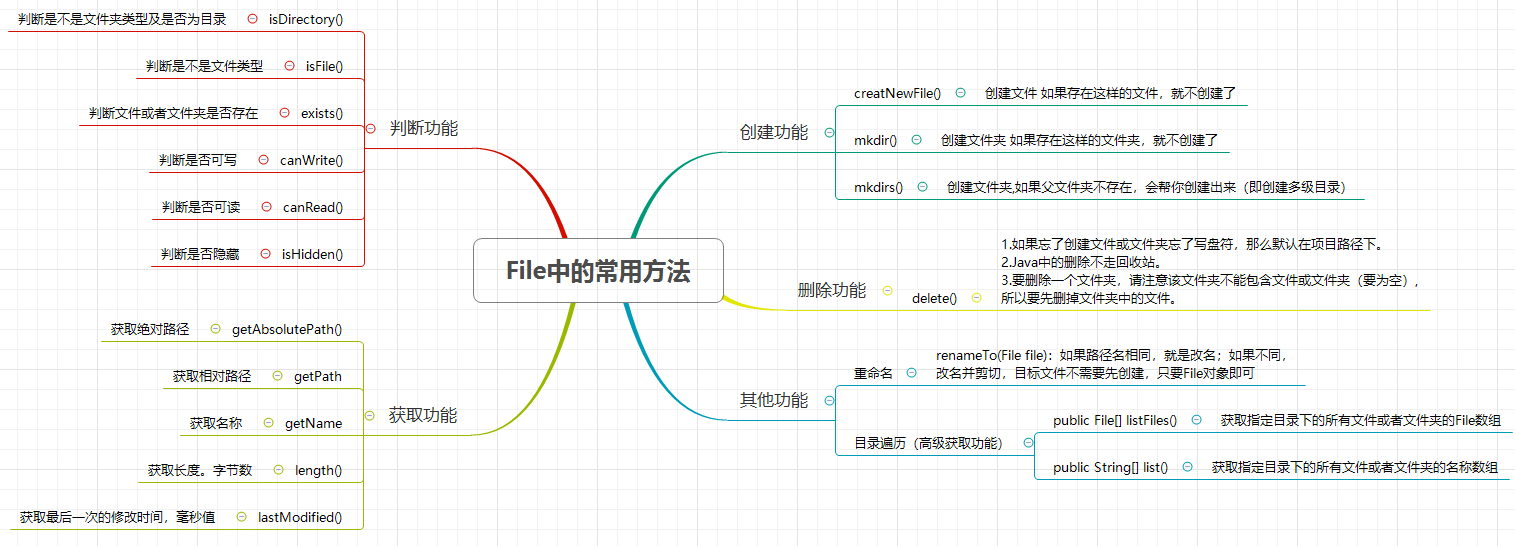 File中的常用方法
判断功能
判断是不是文件夹类型及是否为目录 isDirectory()
判断是不是文件类型 isFile()
判断文件或者文件夹是否存在 exists()
判断是否可写 canWrite()
判断是否可读 canRead()
判断是否隐藏 isHidden()
获取功能
获取绝对路径 getAbsolutePath()
获取相对路径 getPath
获取名称 getName
获取长度。字节数 length()
获取最后一次的修改时间，毫秒值 lastModified()
创建功能
creatNewFile() 创建文件 如果存在这样的文件，就不创建了
mkdir() 创建文件夹 如果存在这样的文件夹，就不创建了
mkdirs() 创建文件夹,如果父文件夹不存在，会帮你创建出来（即创建多级目录）
删除功能
delete()
1.如果忘了创建文件或文件夹忘了写盘符，那么默认在项目路径下。
2.Java中的删除不走回收站。
3.要删除一个文件夹，请注意该文件夹不能包含文件或文件夹（要为空），
所以要先删掉文件夹中的文件。
其他功能
重命名
renameTo(File file)：如果路径名相同，就是改名；如果不同，
改名并剪切，目标文件不需要先创建，只要File对象即可
目录遍历（高级获取功能）
public File[] listFiles() 获取指定目录下的所有文件或者文件夹的File数组
public String[] list() 获取指定目录下的所有文件或者文件夹的名称数组